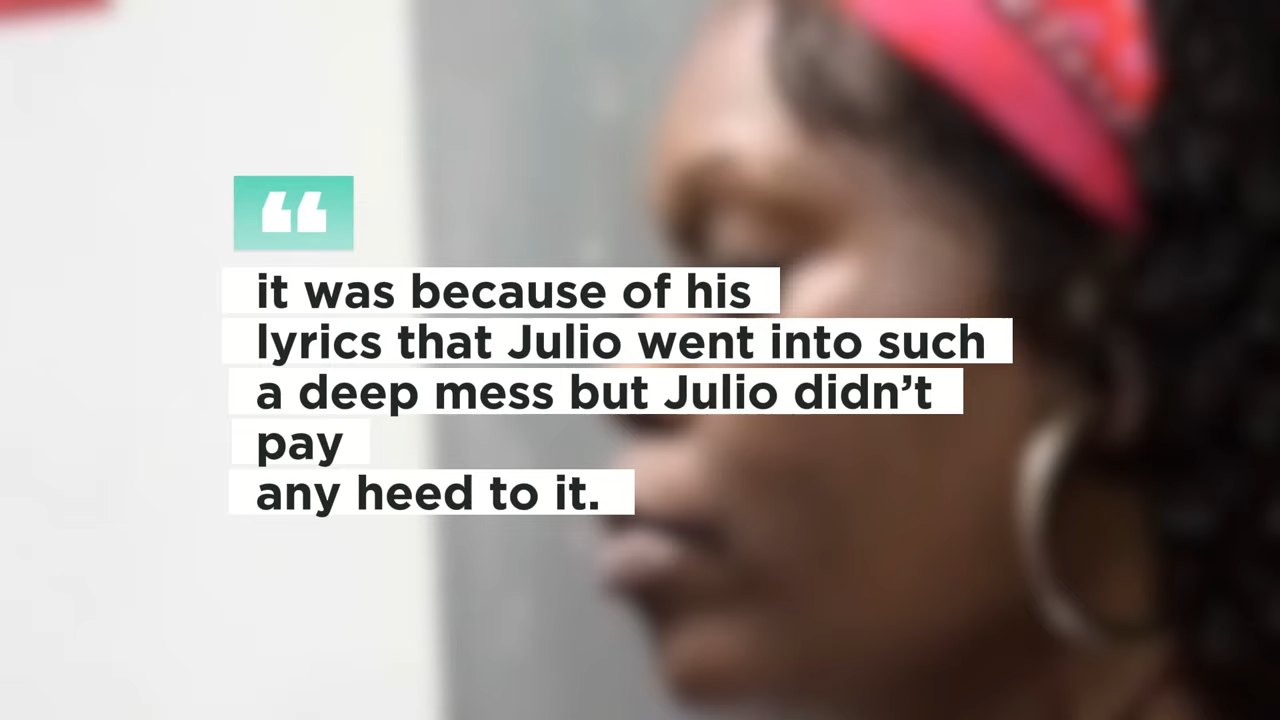 “
it was because of his
lyrics that Julio went into such
a deep mess but Julio didn’t
pay
any heed to it.